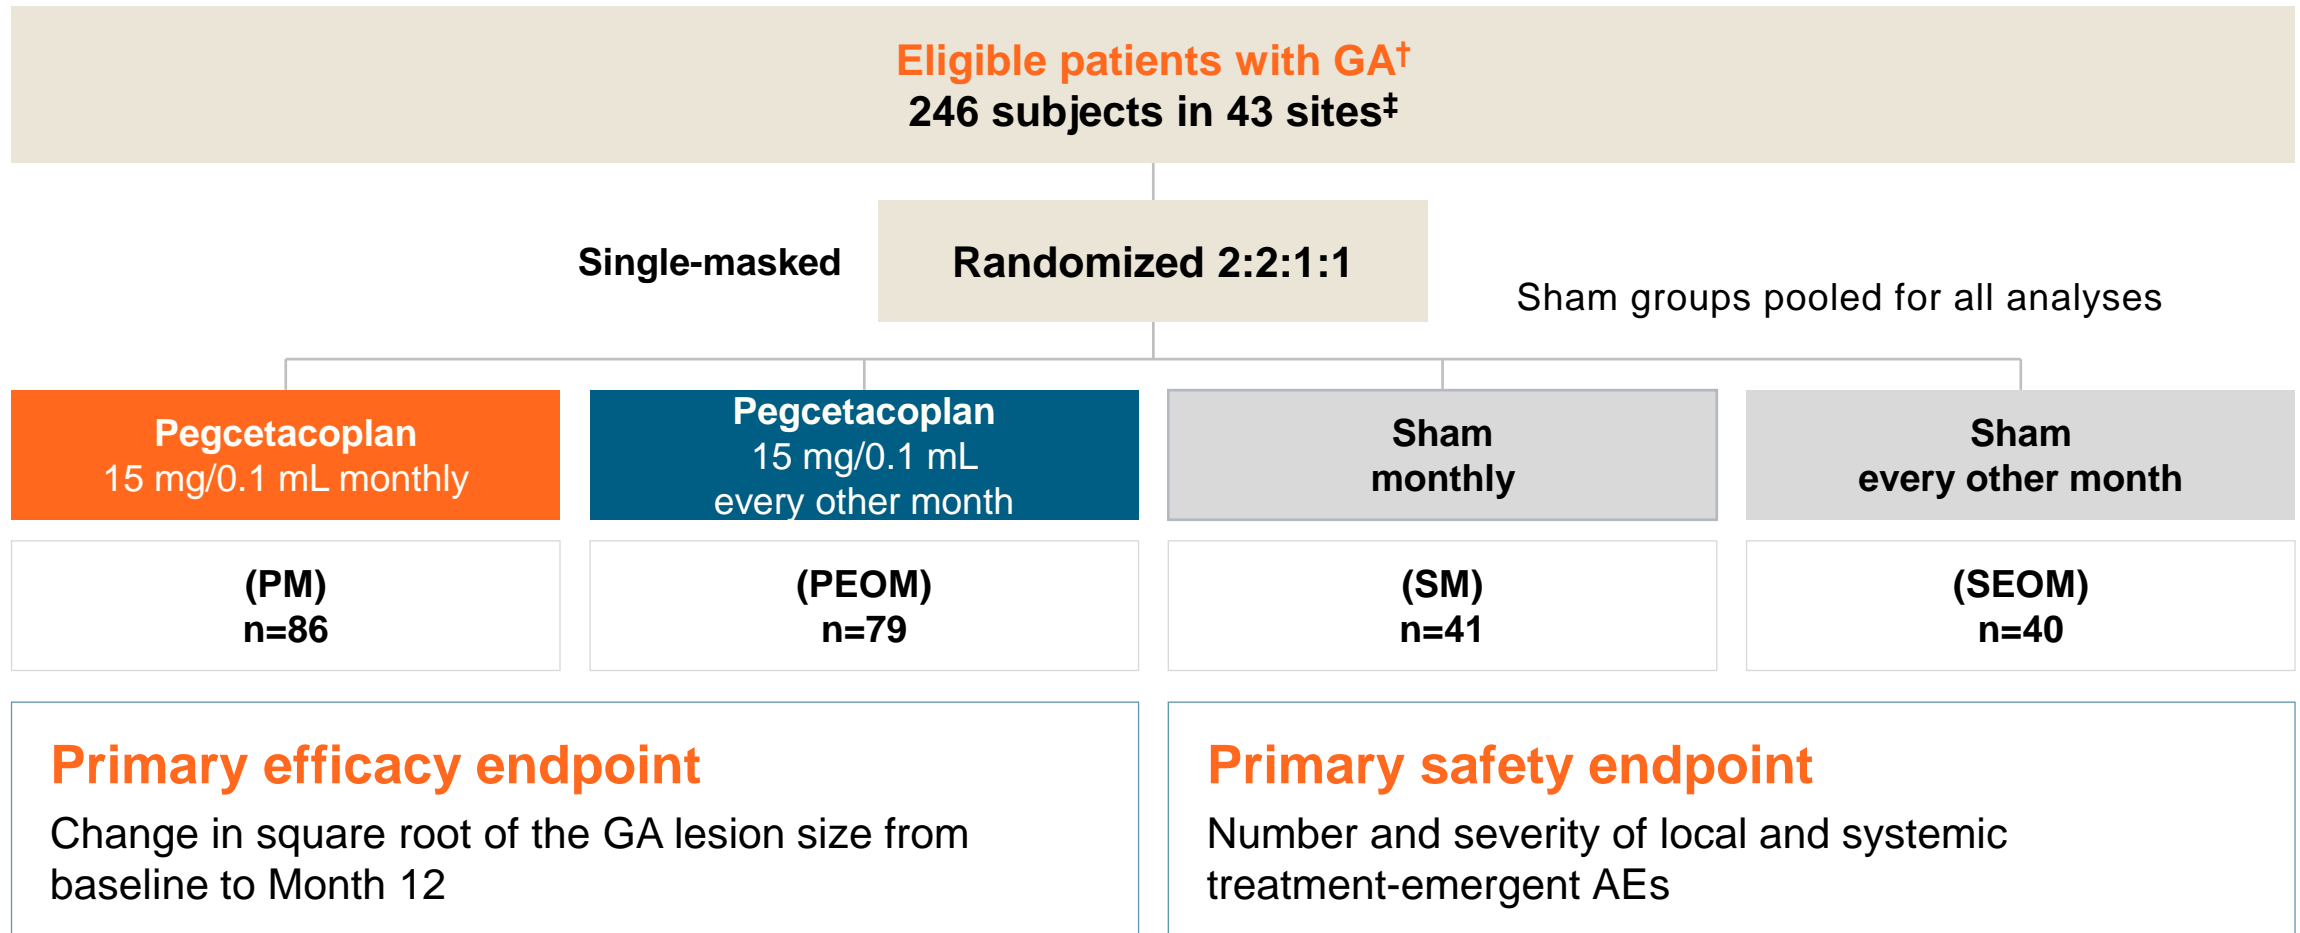 Eligible patients with GA†
246 subjects in 43 sites‡
Single-masked
Randomized 2:2:1:1
Sham groups pooled for all analyses
Pegcetacoplan
15 mg/0.1 mL monthly
Pegcetacoplan
15 mg/0.1 mL
every other month
Sham
monthly
Sham
every other month
(PM)
n=86
(PEOM)
n=79
(SM)
n=41
(SEOM)
n=40
Primary efficacy endpoint
Change in square root of the GA lesion size from
baseline to Month 12
Primary safety endpoint
Number and severity of local and systemic
treatment-emergent AEs